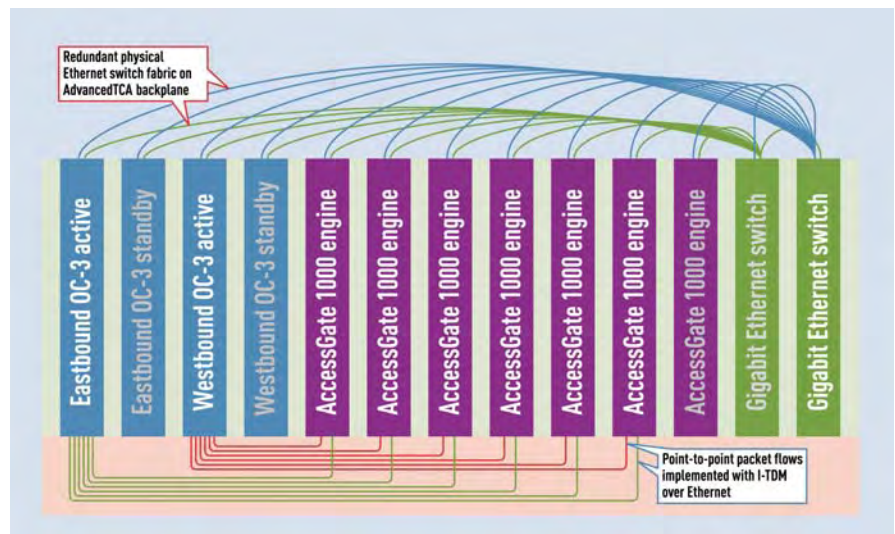 Redundant physical
Ethernet switch fabric on
AdvancedTCA backplane
Eastbound OC-3 active
Eastbound OC-3 standby
Westbound OC-3 active
Westbound OC-3 standby
AccessGate 1000 engine
AccessGate 1000 engine
AccessGate 1000 engine
AccessGate 1000 engine
AccessGate 1000 engine
AccessGate 1000 engine
AccessGate 1000 engine
Gigabit Ethernet switch
Gigabit Ethernet switch
Point-to-point packet flows
implemented with I-TDM
over Ethernet